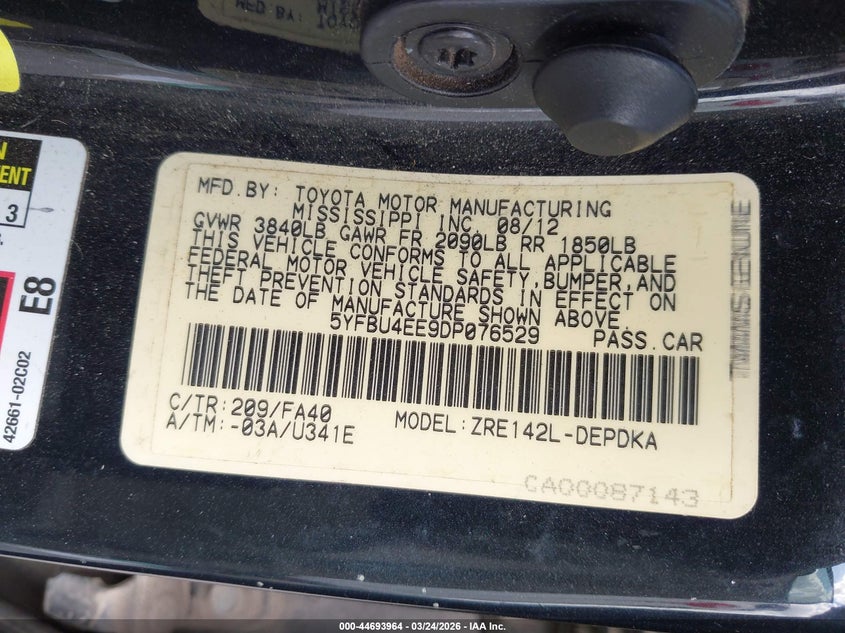 MFD.BY: TOYOTA MOTOR MANUFACTURING
MISSISSIPPI INC. 08/12
GVWR 3840LB GAWR FR 2090LB RR 1850LB
THIS VEHICLE CONFORMS TO ALL APPLICABLE
FEDERAL MOTOR VEHICLE SAFETY,BUMPER,AND
THEFT PREVENTION STANDARDS IN EFFECT ON
THE DATE OF MANUFACTURE SHOWN ABOVE.
5YFBU4EE9DP076529 PASS.CAR
C/TR:209/FA40
A/TM:-03A/U341E
MODEL:ZRE142L-DEPDKA
CA00087143
3
E8
42661-02C02
000-44693964 - 03/24/2026 - IAA Inc.